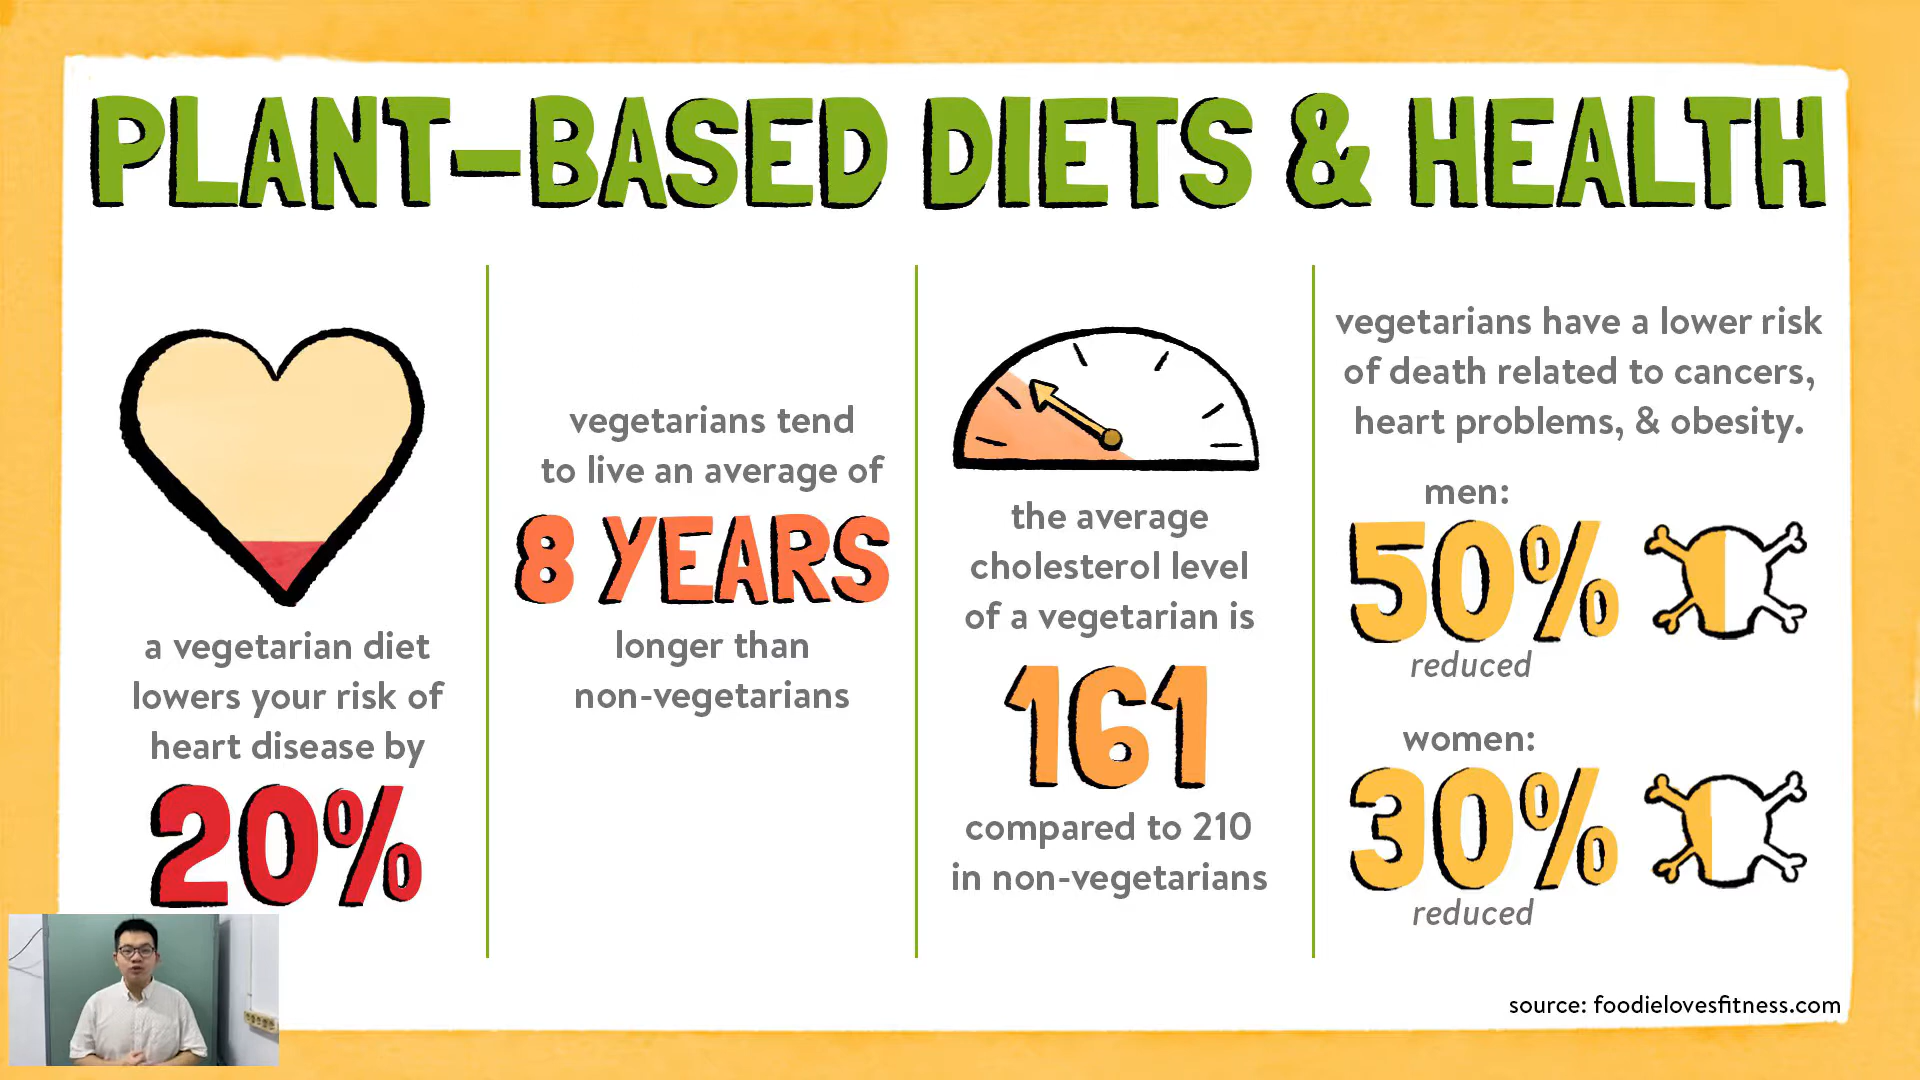 PLANT-BASED DIETS & HEALTH
a vegetarian diet
lowers your risk of
heart disease by
20%
vegetarians tend
to live an average of
8 YEARS
longer than
non-vegetarians
the average
cholesterol level
of a vegetarian is
161
compared to 210
in non-vegetarians
vegetarians have a lower risk
of death related to cancers,
heart problems, & obesity.
men:
50%
reduced
women:
30%
reduced
source: foodielovesfitness.com